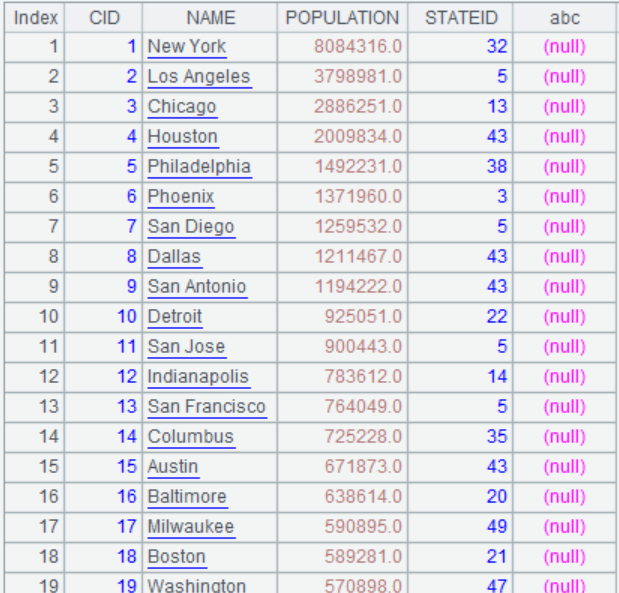 Index CID NAME POPULATION STATEID abc
1 1 New York 8084316.0 32 (null)
2 2 Los Angeles 3798981.0 5 (null)
3 3 Chicago 2886251.0 13 (null)
4 4 Houston 2009834.0 43 (null)
5 5 Philadelphia 1492231.0 38 (null)
6 6 Phoenix 1371960.0 3 (null)
7 7 San Diego 1259532.0 5 (null)
8 8 Dallas 1211467.0 43 (null)
9 9 San Antonio 1194222.0 43 (null)
10 10 Detroit 925051.0 22 (null)
11 11 San Jose 900443.0 5 (null)
12 12 Indianapolis 783612.0 14 (null)
13 13 San Francisco 764049.0 5 (null)
14 14 Columbus 725228.0 35 (null)
15 15 Austin 671873.0 43 (null)
16 16 Baltimore 638614.0 20 (null)
17 17 Milwaukee 590895.0 49 (null)
18 18 Boston 589281.0 21 (null)
19 19 Washington 570898.0 47 (null)